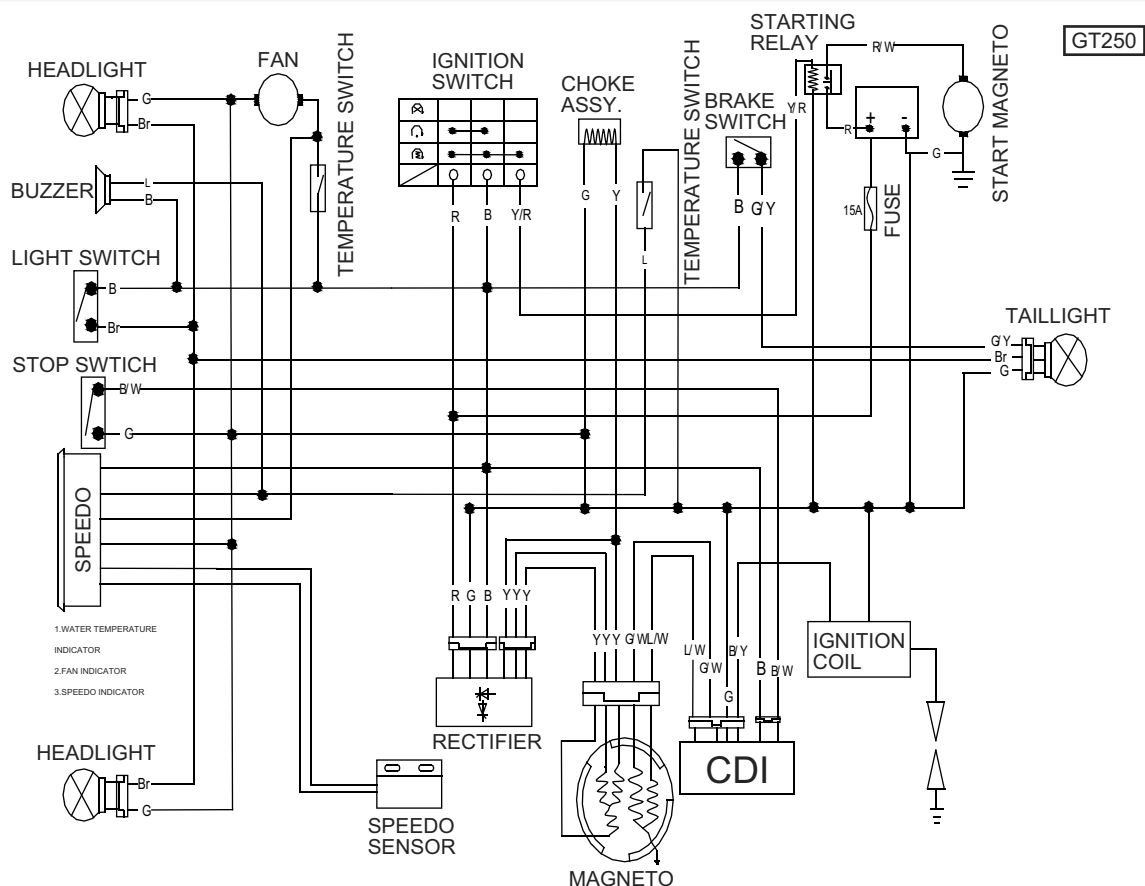 STARTING
RELAY
GT250
HEADLIGHT
FAN
TEMPERATURE SWITCH
IGNITION
SWITCH
CHOKE
ASSY.
TEMPERATURE SWITCH
BRAKE
SWITCH
R/W
START MAGNETO
G
Br
Y/R
R
+
-
G
BUZZER
L
B
R
B
Y/R
G
Y
L
B
G/Y
15A
FUSE
LIGHT SWITCH
B
Br
TAILLIGHT
G/Y
Br
G
STOP SWTICH
B/W
G
SPEEDO
1.WATER TEMPERATURE
INDICATOR
2.FAN INDICATOR
3.SPEEDO INDICATOR
R G B Y Y Y
Y Y Y G/W L/W
L/W
G/W
G
B/Y
B
B/W
IGNITION
COIL
RECTIFIER
CDI
HEADLIGHT
Br
G
SPEEDO
SENSOR
MAGNETO